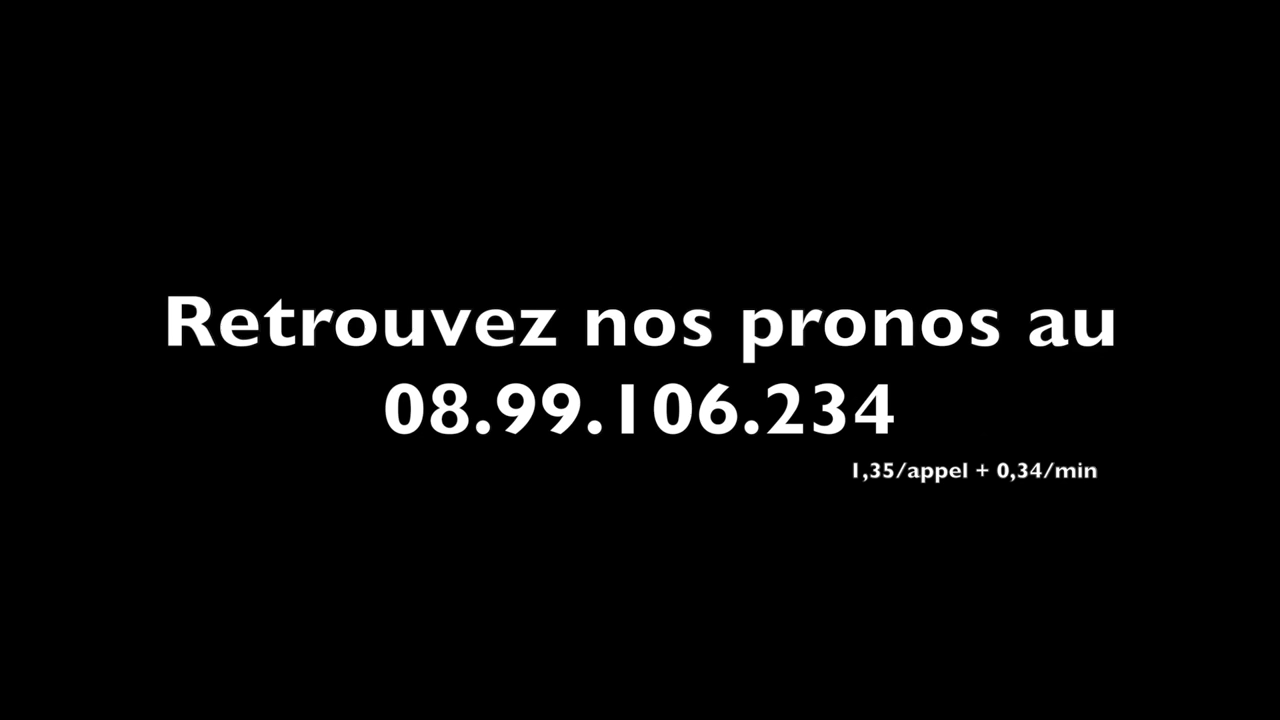 Retrouvez nos pronos au
08.99.106.234
1,35/appel + 0,34/min